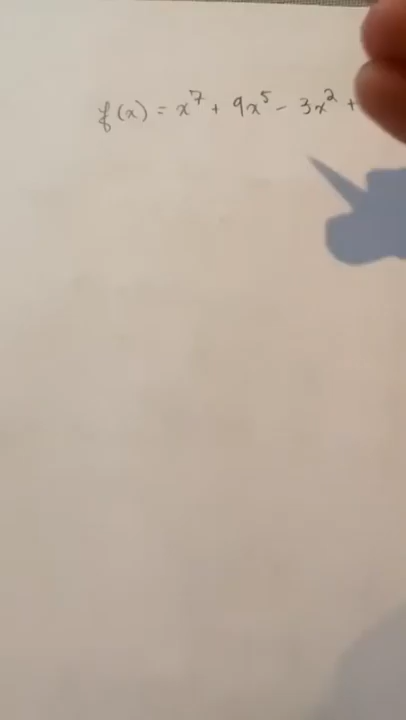 f(x) = x⁷ + 9x⁵ - 3x² +